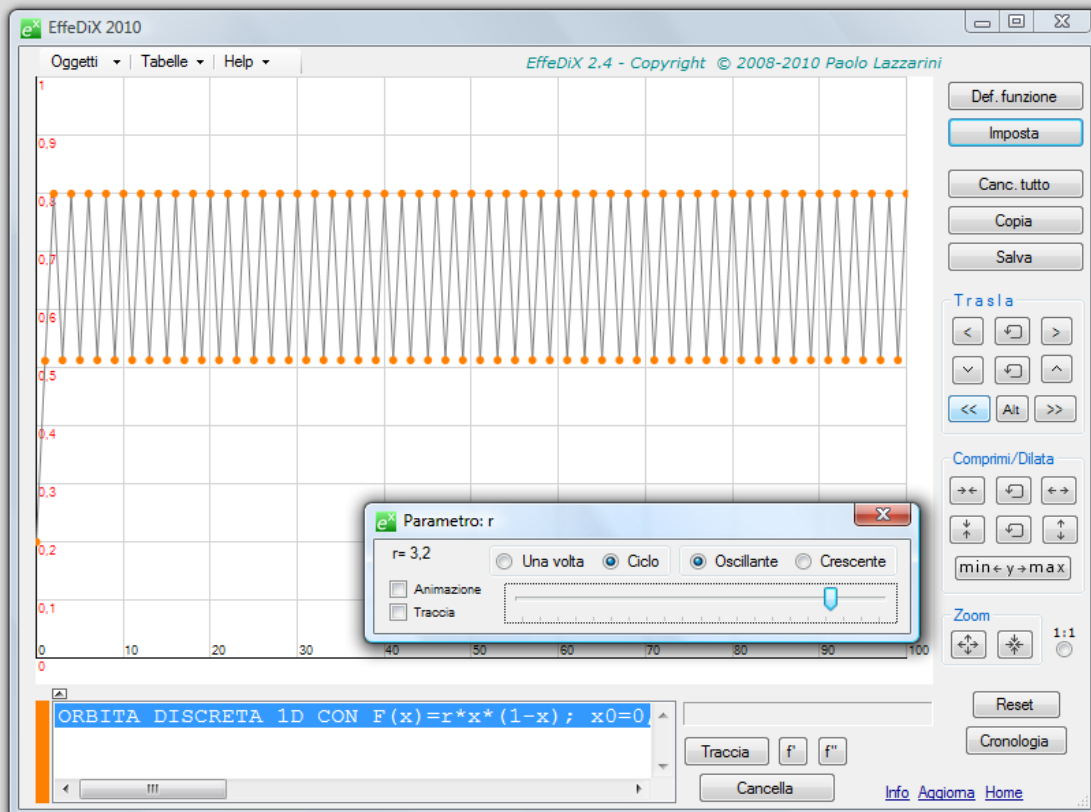 EffeDiX 2010
Oggetti Tabelle Help
EffeDiX 2.4 - Copyright © 2008-2010 Paolo Lazzarini
1
0,9
0,8
0,7
0,6
0,5
0,4
0,3
0,2
0,1
0 10 20 30 40 50 60 70 80 90 100
0
Def. funzione
Imposta
Canc. tutto
Copia
Salva
Trasla
< >
<< Alt >>
Comprimi/Dilata
min←y→max
Zoom
1:1
Parametro: r
r= 3,2
Una volta Ciclo Oscillante Crescente
Animazione
Traccia
ORBITA DISCRETA 1D CON F(x)=r*x*(1-x); x0=0,
Traccia f' f''
Cancella
Reset
Cronologia
Info Aggiorna Home